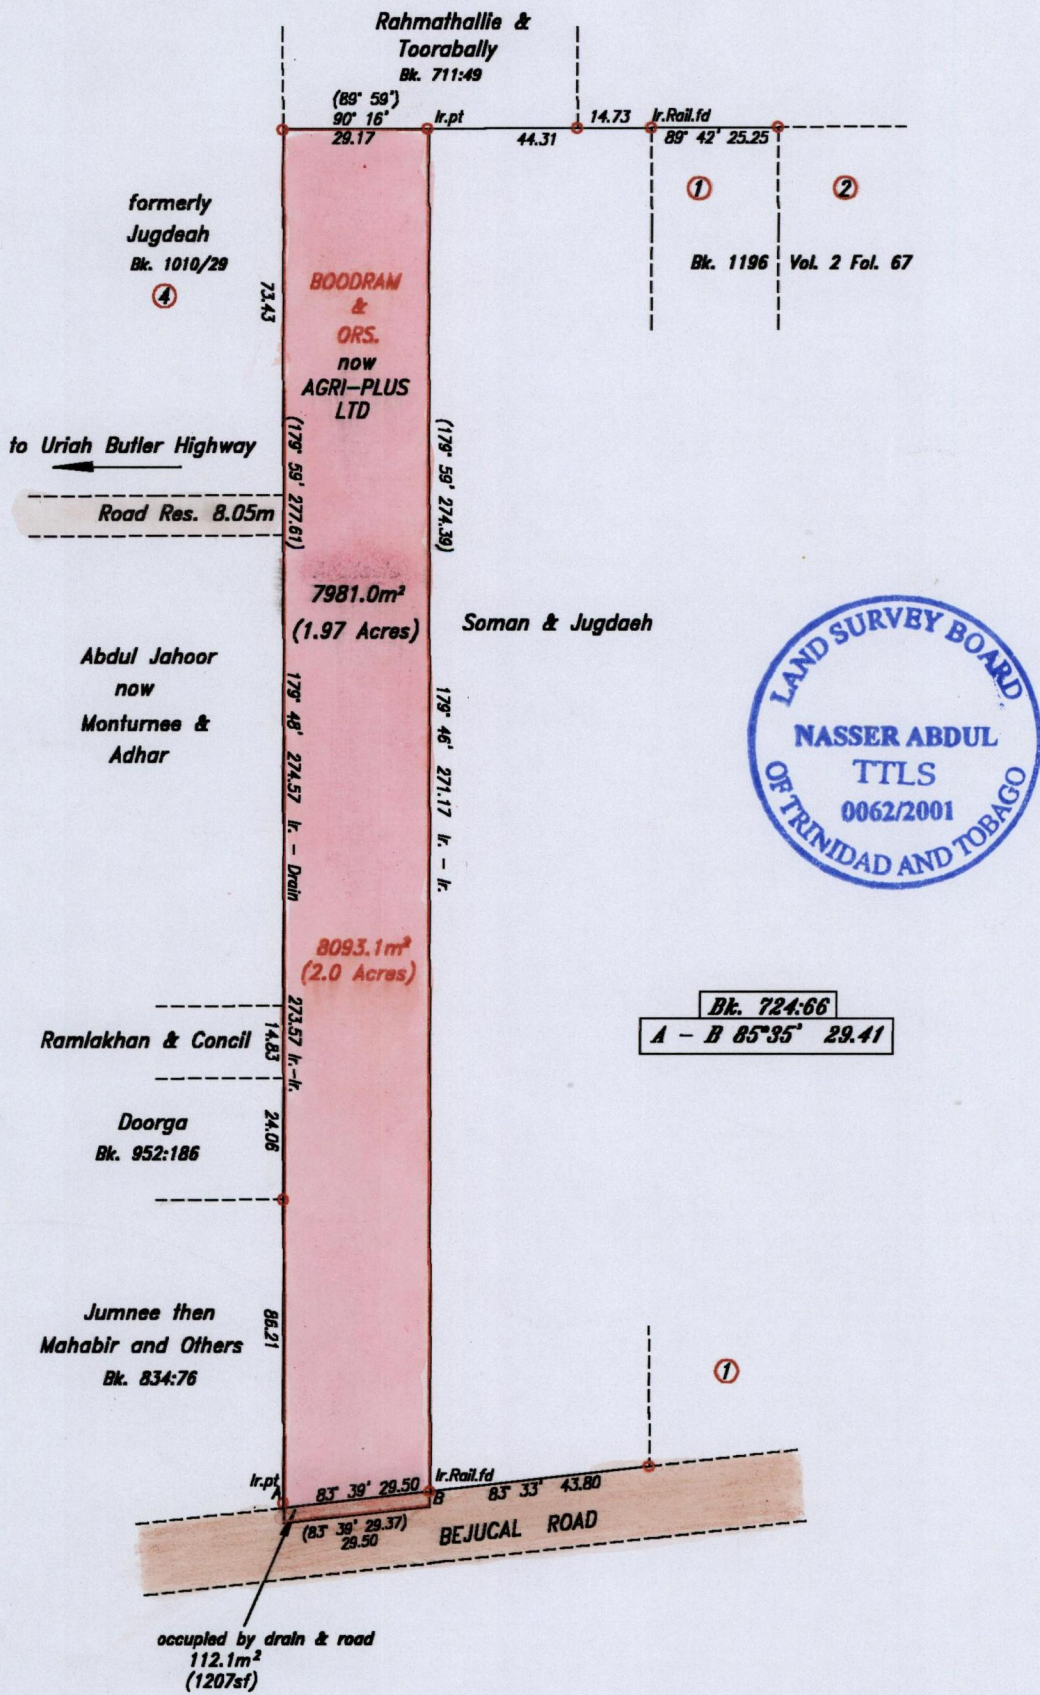 Rahmathallie &
Toorabally
Bk. 711:49
(89° 59')
90° 16'
29.17
Ir.pt
44.31
14.73
Ir.Rail.fd
89° 42' 25.25
1
2
Bk. 1196
Vol. 2 Fol. 67
formerly
Jugdeah
Bk. 1010/29
4
73.43
BOODRAM
&
ORS.
now
AGRI-PLUS
LTD
to Uriah Butler Highway
Road Res. 8.05m
(179° 59' 277.61)
(179° 59' 274.39)
7981.0m²
(1.97 Acres)
Soman & Jugdaeh
Abdul Jahoor
now
Monturnee &
Adhar
179° 48' 274.57 Ir. - Drain
179° 46' 271.17 Ir. - Ir.
LAND SURVEY BOARD
NASSER ABDUL
TTLS
0062/2001
OF TRINIDAD AND TOBAGO
8093.1m²
(2.0 Acres)
Bk. 724:66
A - B 85°35' 29.41
Ramlakhan & Concil
14.83
273.57 Ir.-Ir.
Doorga
Bk. 952:186
24.06
Jumnee then
Mahabir and Others
Bk. 834:76
86.21
1
Ir.pt
A
83° 39' 29.50
Ir.Rail.fd
B
83° 33' 43.80
(83° 39' 29.37)
29.50
BEJUCAL ROAD
occupied by drain & road
112.1m²
(1207sf)